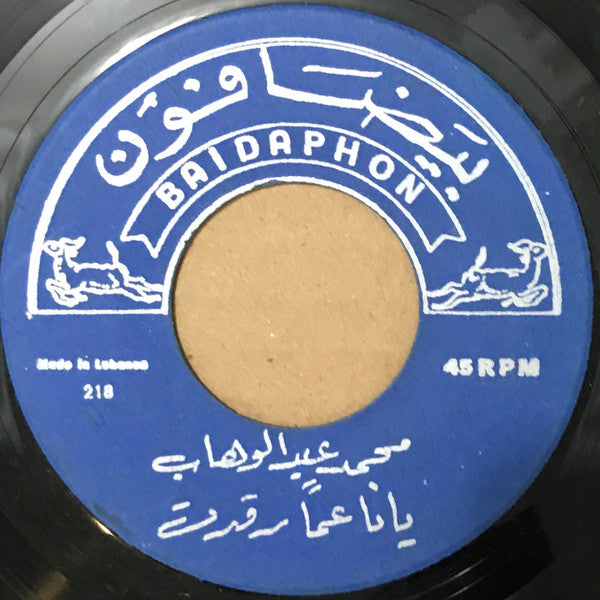 بيضافون
BAIDAPHON
Made In Lebanon
218
45 RPM
محمد عبد الوهاب
يا ناعماً رقدت